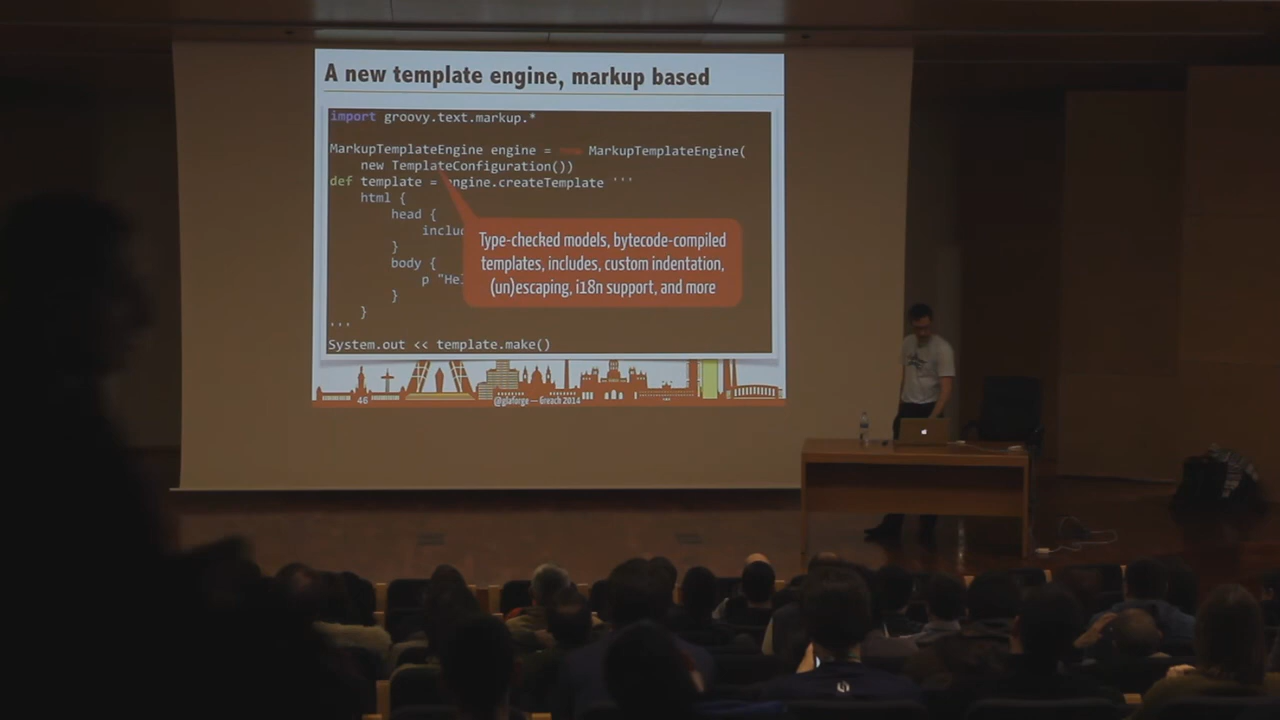 A new template engine, markup based
import groovy.text.markup.*
MarkupTemplateEngine engine = new MarkupTemplateEngine(
new TemplateConfiguration())
def template = engine.createTemplate '''
html {
head {
includ
}
body {
p "Hel
}
}
'''
System.out << template.make()
Type-checked models, bytecode-compiled
templates, includes, custom indentation,
(un)escaping, i18n support, and more
46
@glaforge — Greach 2014